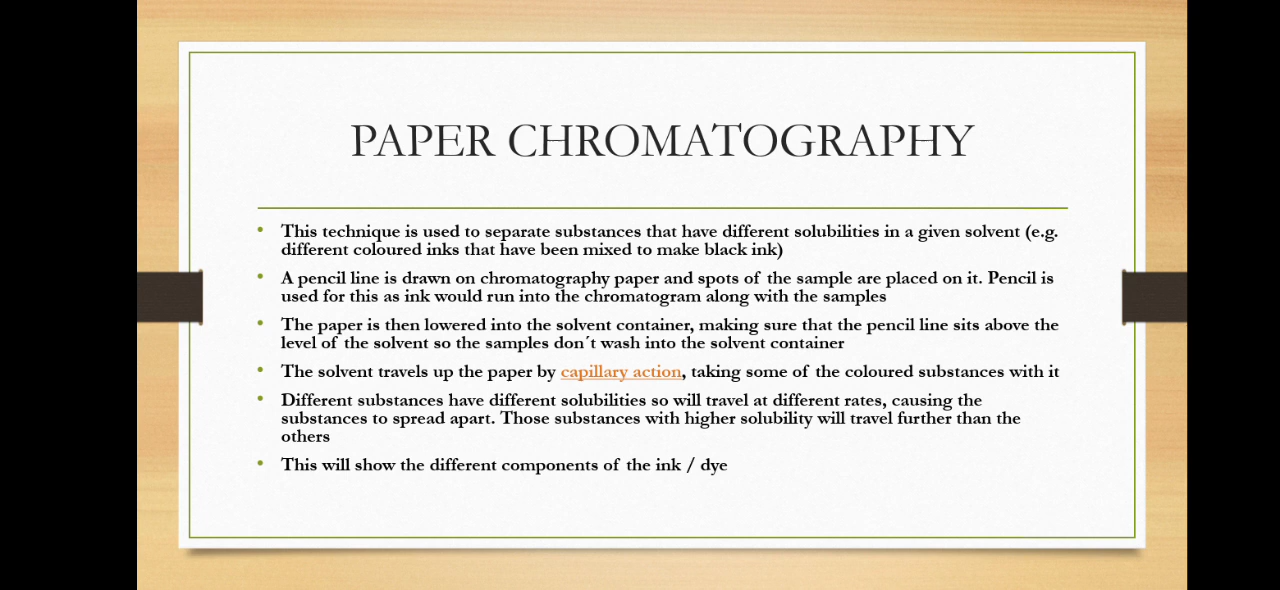 PAPER CHROMATOGRAPHY
• This technique is used to separate substances that have different solubilities in a given solvent (e.g.
different coloured inks that have been mixed to make black ink)
• A pencil line is drawn on chromatography paper and spots of the sample are placed on it. Pencil is
used for this as ink would run into the chromatogram along with the samples
• The paper is then lowered into the solvent container, making sure that the pencil line sits above the
level of the solvent so the samples don´t wash into the solvent container
• The solvent travels up the paper by capillary action, taking some of the coloured substances with it
• Different substances have different solubilities so will travel at different rates, causing the
substances to spread apart. Those substances with higher solubility will travel further than the
others
• This will show the different components of the ink / dye